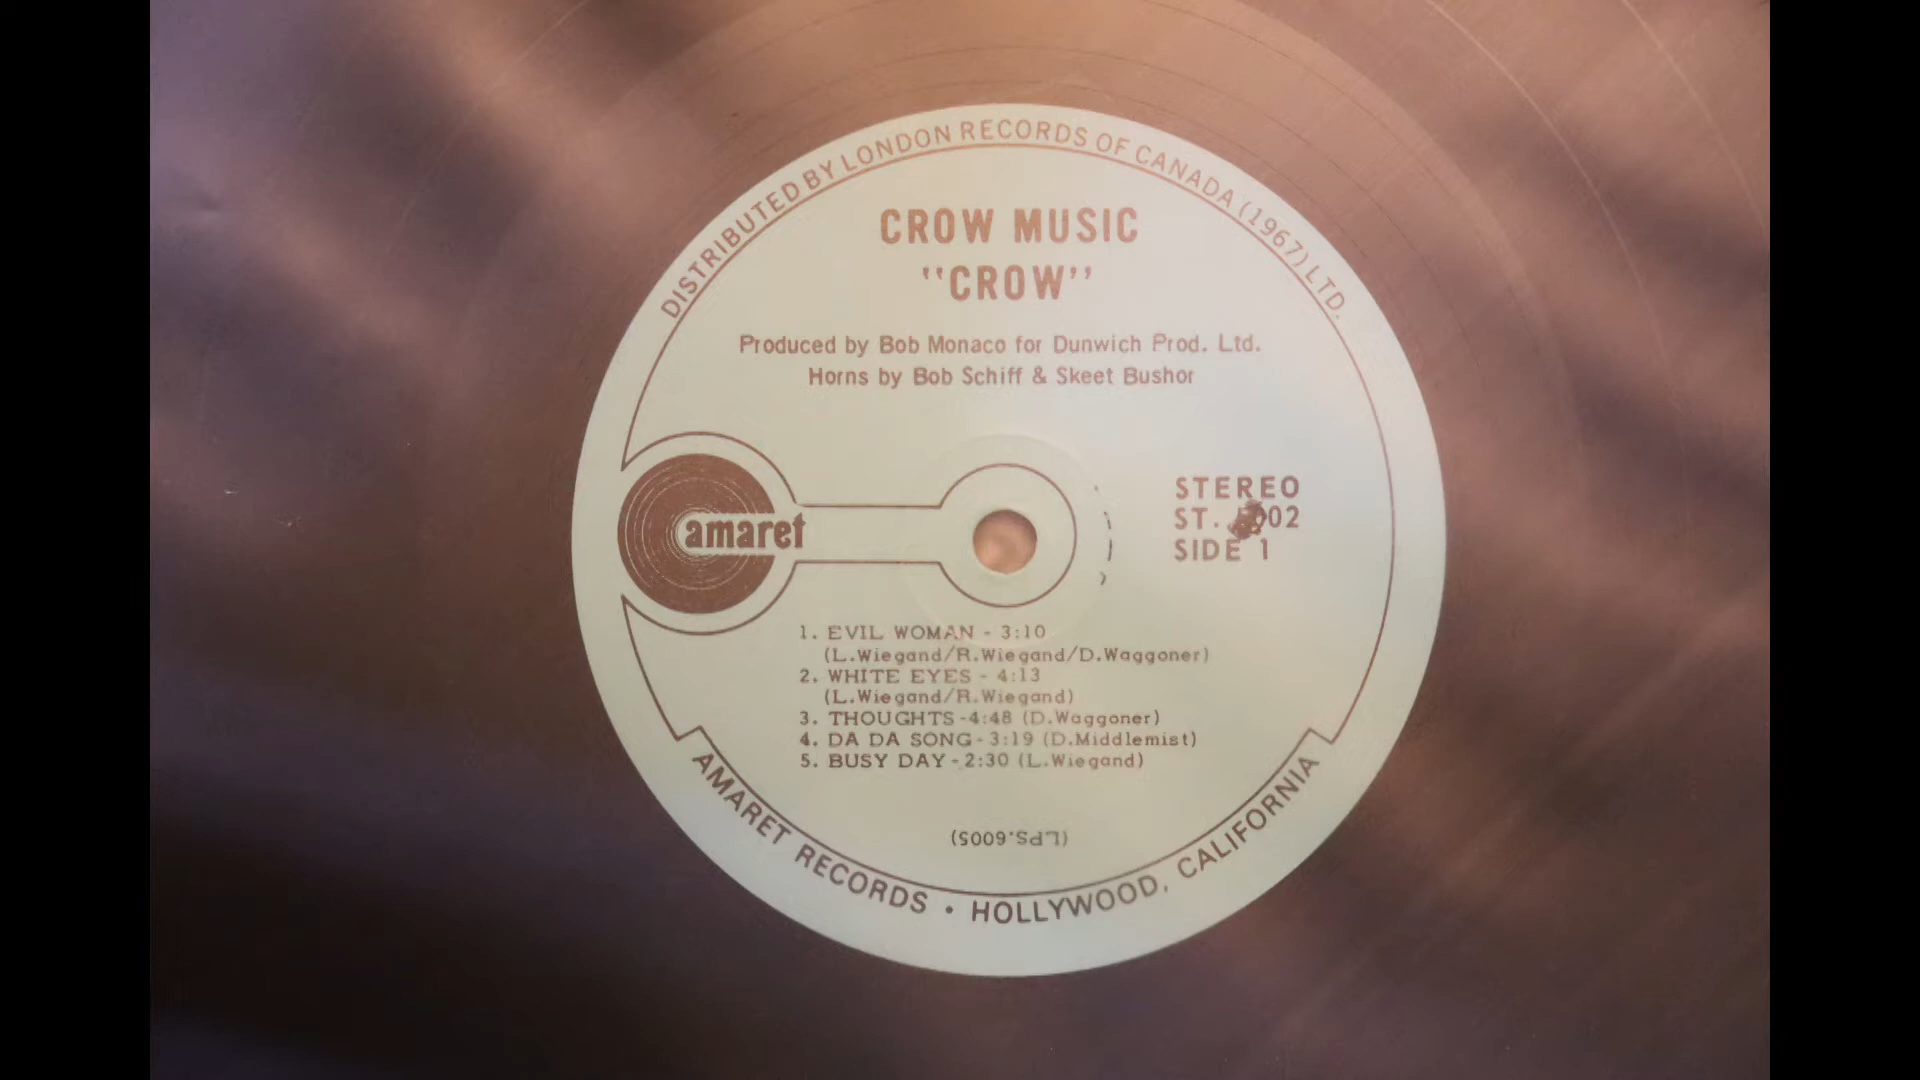 DISTRIBUTED BY LONDON RECORDS OF CANADA (1967) LTD.
CROW MUSIC
"CROW"
Produced by Bob Monaco for Dunwich Prod. Ltd.
Horns by Bob Schiff & Skeet Bushor
amaret
STEREO
ST.
SIDE 1
1. EVIL WOMAN - 3:10
(L.Wiegand/R.Wiegand/D.Waggoner)
2. WHITE EYES - 4:13
(L.Wiegand/R.Wiegand)
3. THOUGHTS -4:48 (D.Waggoner)
4. DA DA SONG - 3:19 (D.Middlemist)
5. BUSY DAY - 2:30 (L.Wiegand)
(LPS.6005)
AMARET RECORDS • HOLLYWOOD, CALIFORNIA